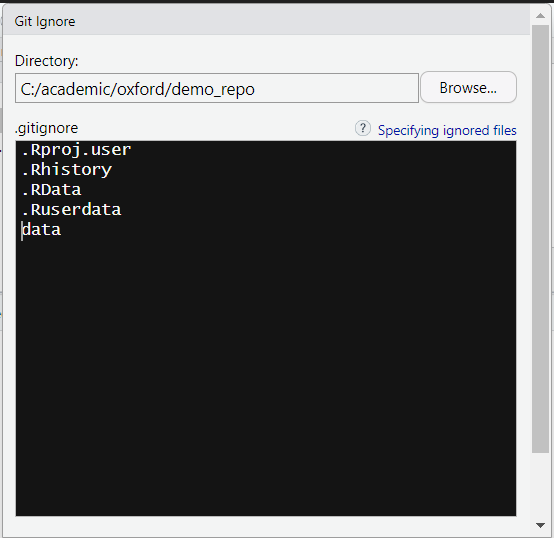 Git Ignore
Directory:
C:/academic/oxford/demo_repo
Browse...
.gitignore
? Specifying ignored files
.Rproj.user
.Rhistory
.RData
.Ruserdata
data